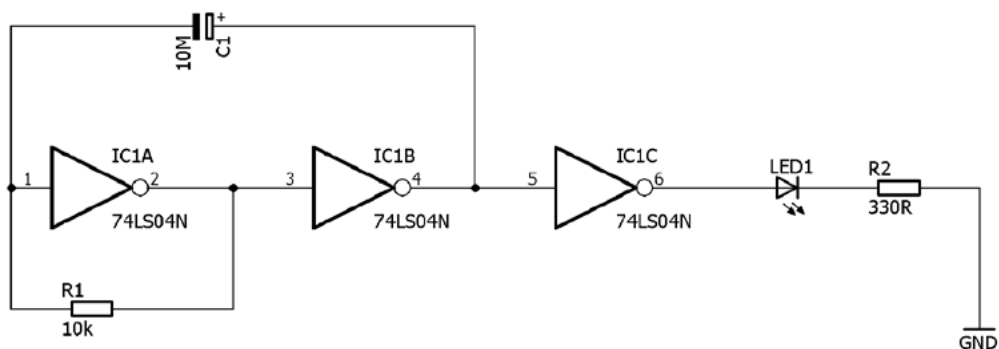 +
10M
C1
IC1A
IC1B
IC1C
1
2
3
4
5
6
LED1
R2
74LS04N
74LS04N
74LS04N
330R
R1
10k
GND